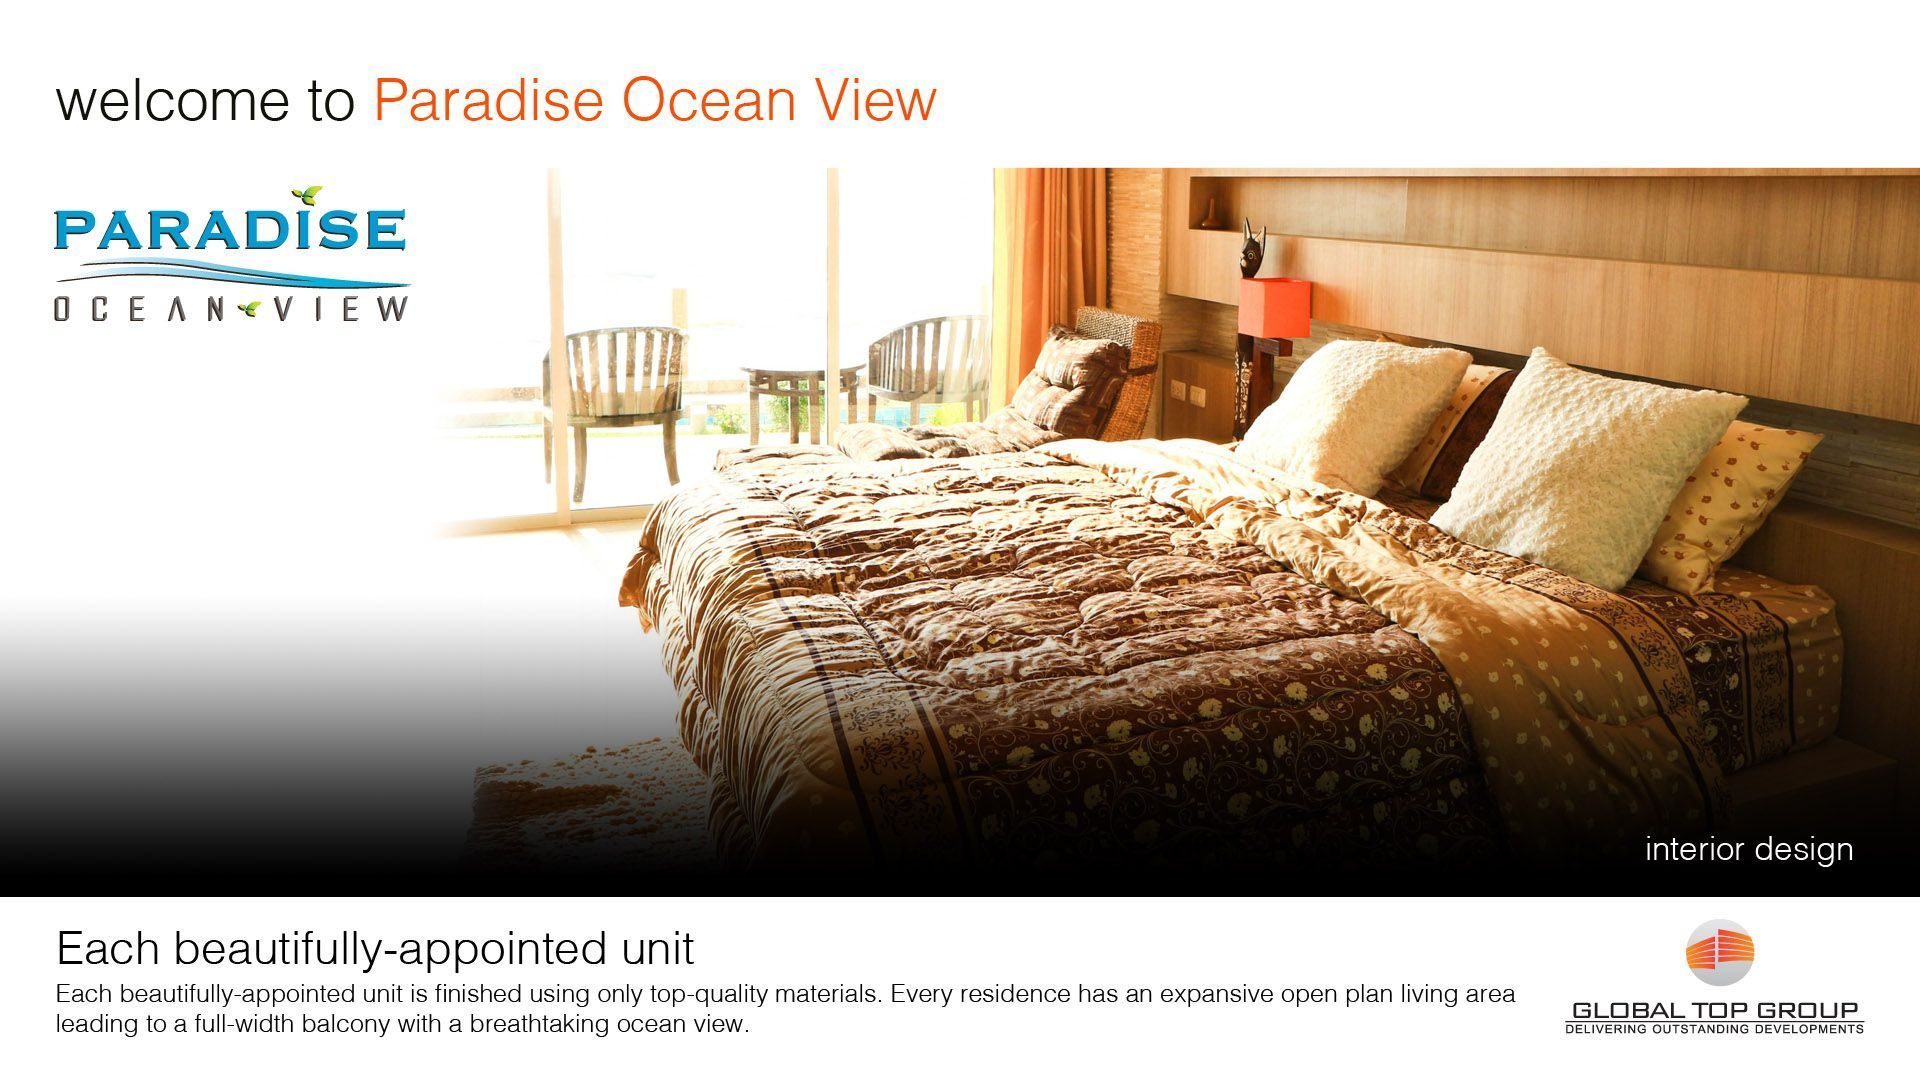 welcome to Paradise Ocean View
PARADISE
OCEAN VIEW
interior design
Each beautifully-appointed unit
Each beautifully-appointed unit is finished using only top-quality materials. Every residence has an expansive open plan living area
leading to a full-width balcony with a breathtaking ocean view.
GLOBAL TOP GROUP
DELIVERING OUTSTANDING DEVELOPMENTS